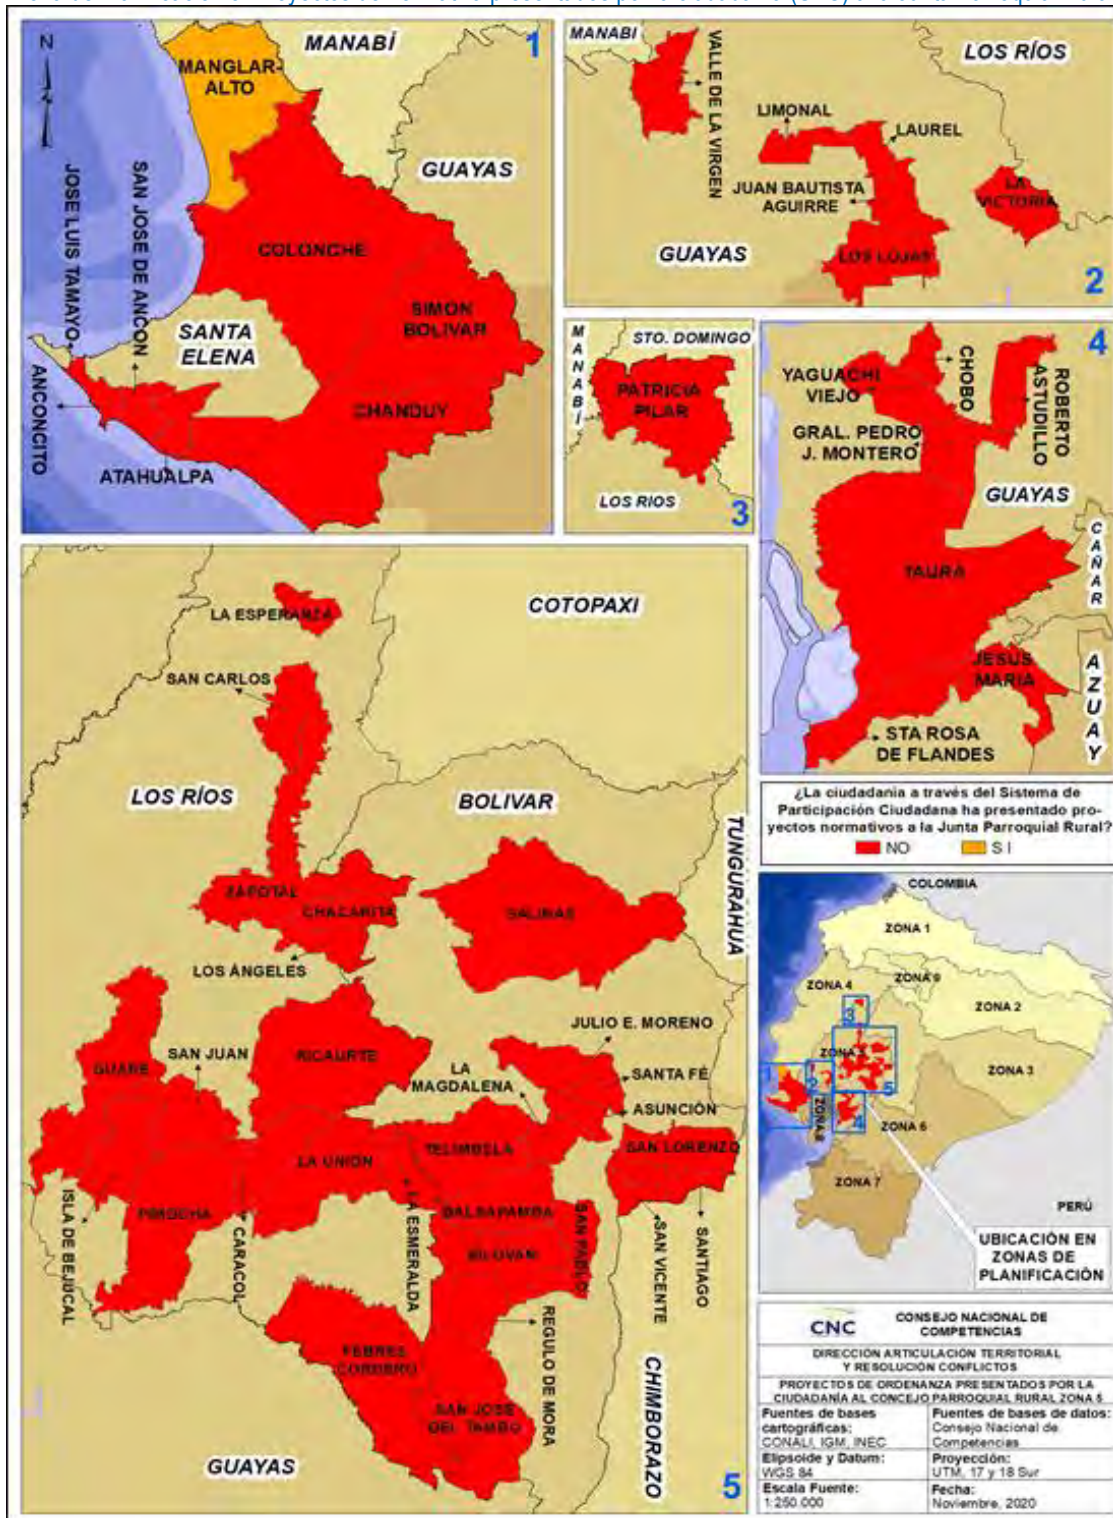 N
MANABÍ
1
MANGLAR-
ALTO
GUAYAS
SAN JOSE DE ANCON
JOSE LUIS TAMAYO
COLONCHE
SIMON
BOLIVAR
SANTA
ELENA
CHANDUY
ANCONCITO
ATAHUALPA
MANABI
VALLE DE LA VIRGEN
LOS RÍOS
LIMONAL
LAUREL
JUAN BAUTISTA
AGUIRRE
LA
VICTORIA
GUAYAS
LOS LOJAS
2
MANABÍ
STO. DOMINGO
PATRICIA
PILAR
LOS RIOS
3
4
YAGUACHI
VIEJO
CHOBO
ROBERTO
ASTUDILLO
GRAL. PEDRO
J. MONTERO
GUAYAS
CAÑAR
TAURA
JESUS
MARIA
AZUAY
STA ROSA
DE FLANDES
COTOPAXI
LA ESPERANZA
SAN CARLOS
LOS RÍOS
BOLIVAR
TUNGURAHUA
ZAPOTAL
CHACARITA
SALINAS
LOS ÁNGELES
JULIO E. MORENO
GUARE
SAN JUAN
RICAURTE
LA
MAGDALENA
SANTA FÉ
ASUNCIÓN
TELIMBELA
SAN LORENZO
LA UNION
ISLA DE BEJUCAL
PIMOCHA
CARACOL
LA ESMERALDA
BALSAPAMBA
BILOVAN
SAN PABLO
SAN VICENTE
SANTIAGO
REGULO DE MORA
FEBRES
CORDERO
SAN JOSE
DEL TAMBO
CHIMBORAZO
GUAYAS
5
¿La ciudadanía a través del Sistema de
Participación Ciudadana ha presentado pro-
yectos normativos a la Junta Parroquial Rural?
NO SI
COLOMBIA
ZONA 1
ZONA 9
ZONA 4
ZONA 2
3
ZONA 5
ZONA 3
1
2
5
ZONA 8
4
ZONA 6
ZONA 7
PERÚ
UBICACIÓN EN
ZONAS DE
PLANIFICACIÓN
CNC
CONSEJO NACIONAL DE
COMPETENCIAS
DIRECCIÓN ARTICULACIÓN TERRITORIAL
Y RESOLUCIÓN CONFLICTOS
PROYECTOS DE ORDENANZA PRESENTADOS POR LA
CIUDADANÍA AL CONCEJO PARROQUIAL RURAL ZONA 5
Fuentes de bases
cartográficas:
CONALI, IGM, INEC
Fuentes de bases de datos:
Consejo Nacional de
Competencias
Elipsoide y Datum:
WGS 84
Proyección:
UTM, 17 y 18 Sur
Escala Fuente:
1:250.000
Fecha:
Noviembre, 2020